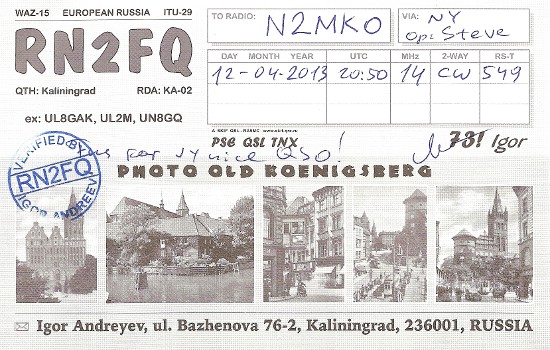 WAZ-15 EUROPEAN RUSSIA ITU-29
RN2FQ
QTH: Kaliningrad RDA: KA-02
ex: UL8GAK, UL2M, UN8GQ
TO RADIO: N2MKO
VIA: NY
Op: Steve
DAY MONTH YEAR UTC MHz 2-WAY RS-T
12-04-2013 20:50 14 CW 549
PSE QSL TNX
for nice QSO! 73! Igor
VERIFIED BY
RN2FQ
IGOR ANDREEV
PHOTO OLD KOENIGSBERG
Igor Andreyev, ul. Bazhenova 76-2, Kaliningrad, 236001, RUSSIA